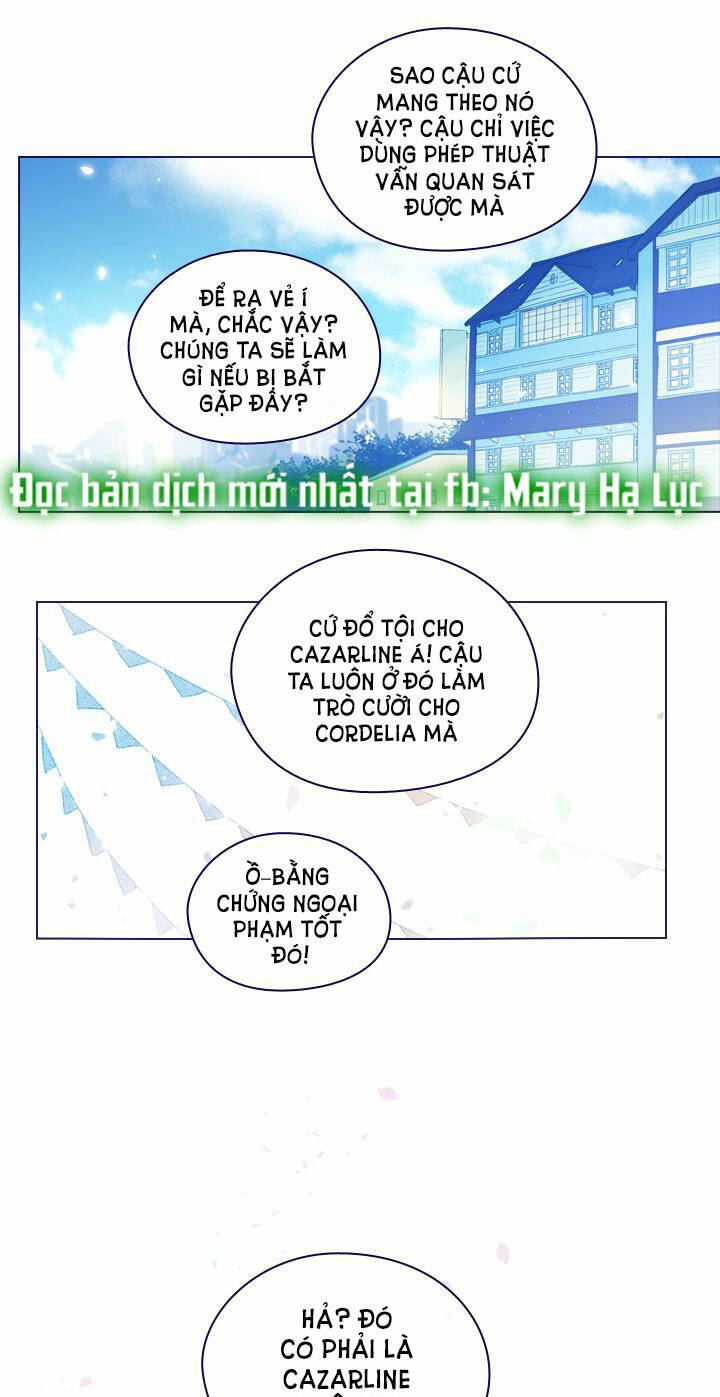 SAO CẬU CỨ
MANG THEO NÓ
VẬY? CẬU CHỈ VIỆC
DÙNG PHÉP THUẬT
VẪN QUAN SÁT
ĐƯỢC MÀ
ĐỂ RA VẺ Í
MÀ, CHẮC VẬY?
CHÚNG TA SẼ LÀM
GÌ NẾU BỊ BẮT
GẶP ĐÂY?
Đọc bản dịch mới nhất tại fb: Mary Hạ Lục
CỨ ĐỔ TỘI CHO
CAZARLINE Á! CẬU
TA LUÔN Ở ĐÓ LÀM
TRÒ CƯỜI CHO
CORDELIA MÀ
Ồ-BẰNG
CHỨNG NGOẠI
PHẠM TỐT
ĐÓ!
HẢ? ĐÓ
CÓ PHẢI LÀ
CAZARLINE